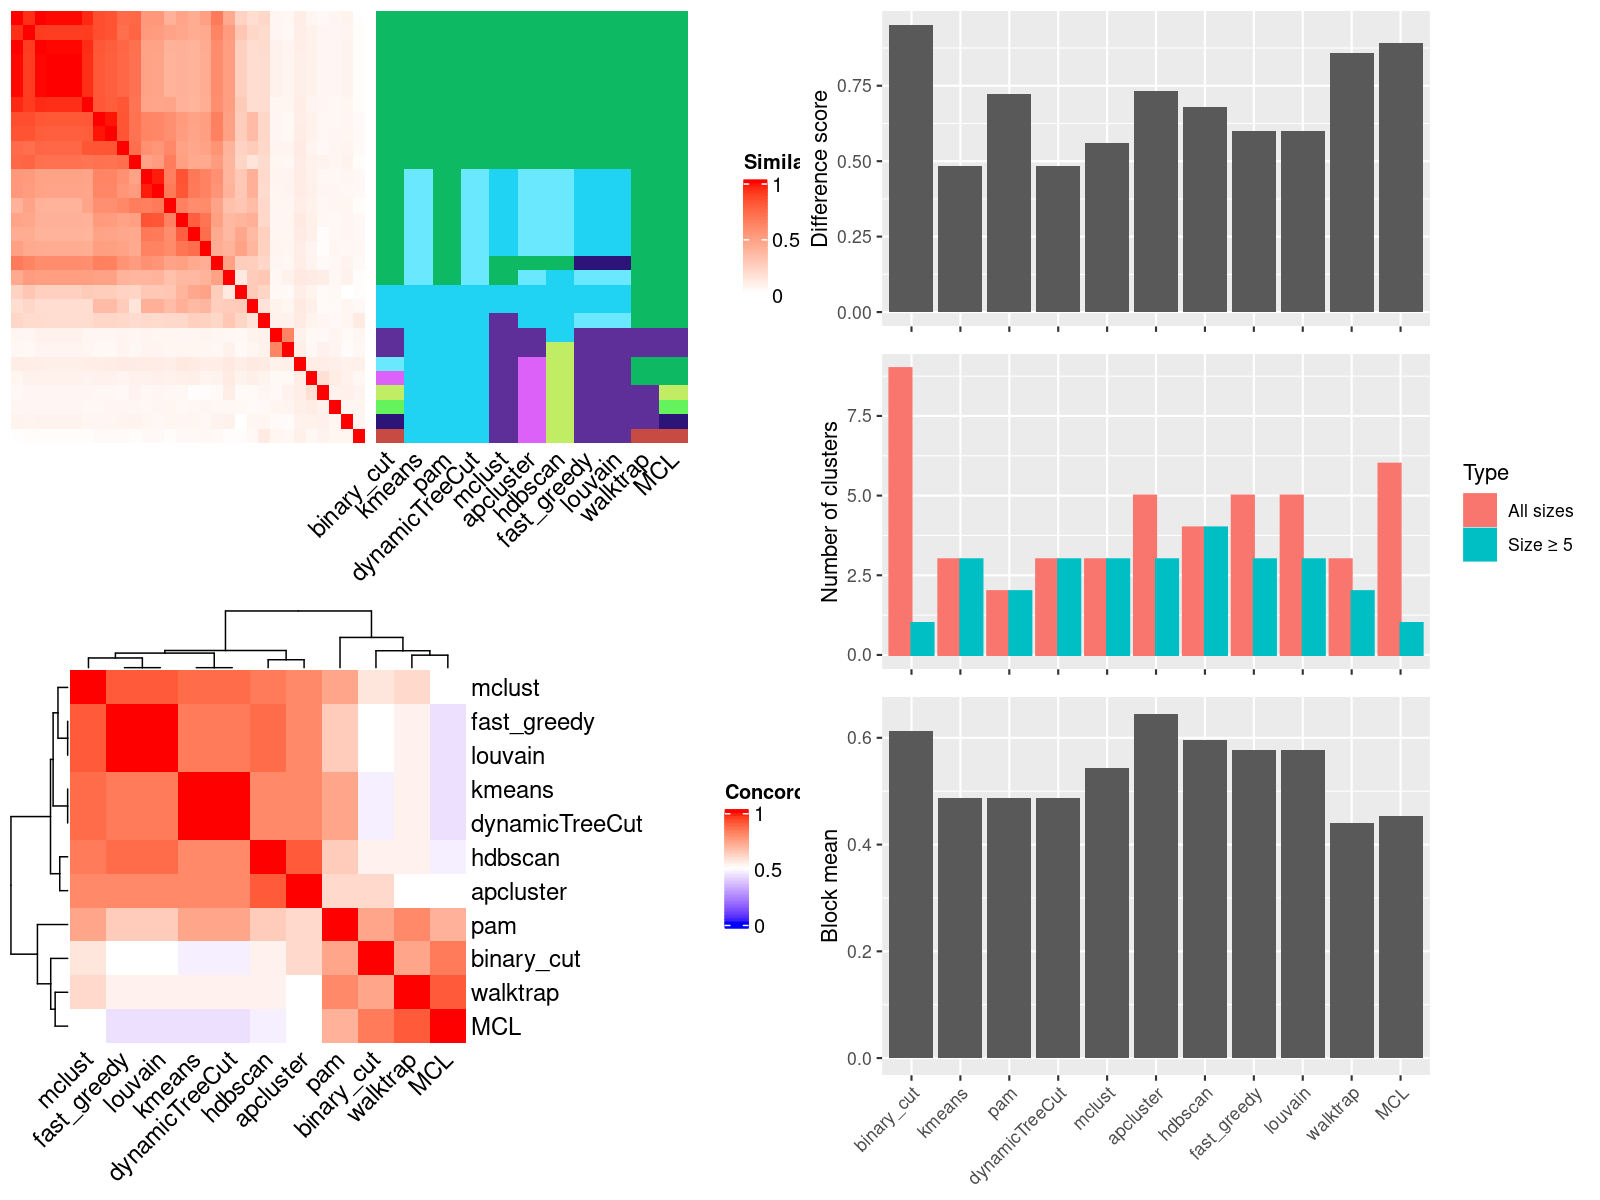 Simila
1
0.5
0
binary_cut
kmeans
pam
dynamicTreeCut
mclust
apcluster
hdbscan
fast_greedy
louvain
walktrap
MCL
mclust
fast_greedy
louvain
kmeans
dynamicTreeCut
hdbscan
apcluster
pam
binary_cut
walktrap
MCL
Concord
1
0.5
0
mclust
fast_greedy
louvain
kmeans
dynamicTreeCut
hdbscan
apcluster
pam
binary_cut
walktrap
MCL
Difference score
0.75
0.50
0.25
0.00
Number of clusters
7.5
5.0
2.5
0.0
Type
All sizes
Size ≥ 5
Block mean
0.6
0.4
0.2
0.0
binary_cut
kmeans
pam
dynamicTreeCut
mclust
apcluster
hdbscan
fast_greedy
louvain
walktrap
MCL